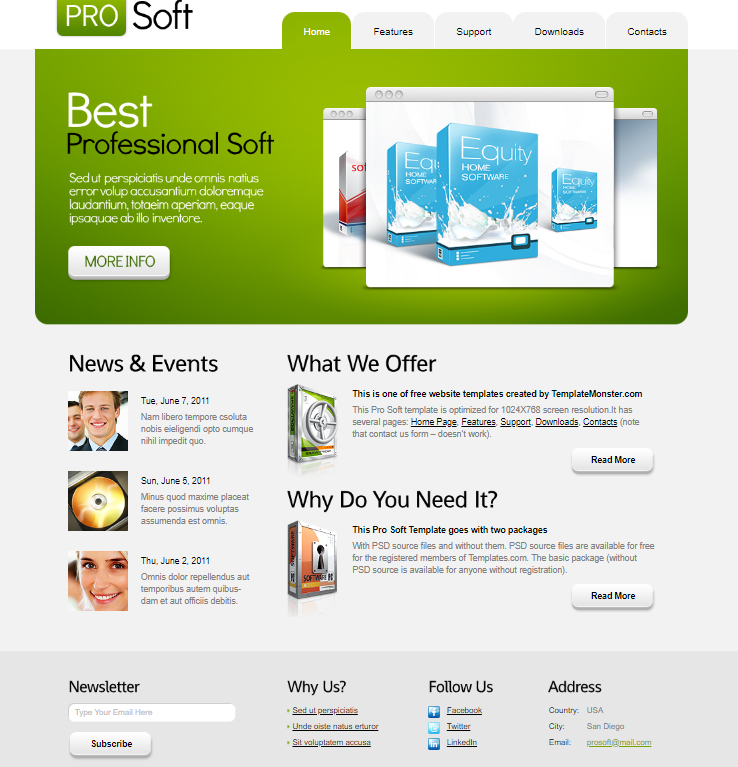 PRO Soft
Home
Features
Support
Downloads
Contacts
Best
Professional Soft
Sed ut perspiciatis unde omnis natius
error volup accusantium doloremque
laudantium, totaeim aperiam, eaque
ipsaquae ab illo inventore.
MORE INFO
Equity
HOME
SOFTWARE
Equity
HOME
SOFTWARE
News & Events
Tue, June 7, 2011
Nam libero tempore csoluta
nobis eieligendi opto cumque
nihil impedit quo.
Sun, June 5, 2011
Minus quod maxime placeat
facere possimus voluptas
assumenda est omnis.
Thu, June 2, 2011
Omnis dolor repellendus aut
temporibus autem quibus-
dam et aut officiis debitis.
What We Offer
This is one of free website templates created by TemplateMonster.com
This Pro Soft template is optimized for 1024X768 screen resolution.It has
several pages: Home Page, Features, Support, Downloads, Contacts (note
that contact us form – doesn't work).
Read More
Why Do You Need It?
SOFTWARE
This Pro Soft Template goes with two packages
With PSD source files and without them. PSD source files are available for free
for the registered members of Templates.com. The basic package (without
PSD source is available for anyone without registration).
Read More
Newsletter
Type Your Email Here
Subscribe
Why Us?
Sed ut perspiciatis
Unde oiste natus erturor
Sit voluptatem accusa
Follow Us
Facebook
Twitter
LinkedIn
Address
Country: USA
City: San Diego
Email: prosoft@mail.com